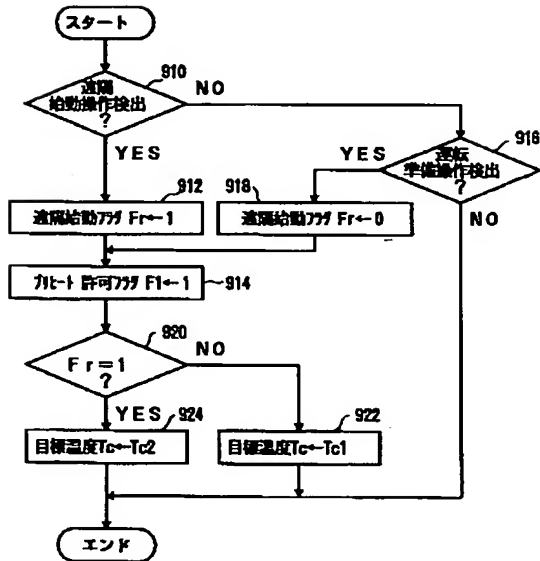 スタート
910
遠隔
始動操作検出
?
NO
YES
916
運転
準備操作検出
?
YES
NO
912
遠隔始動フラグ Fr←1
918
遠隔始動フラグ Fr←0
プリヒート 許可フラグ F1←1
914
920
Fr=1
?
NO
YES
924
目標温度Tc←Tc2
922
目標温度Tc←Tc1
エンド